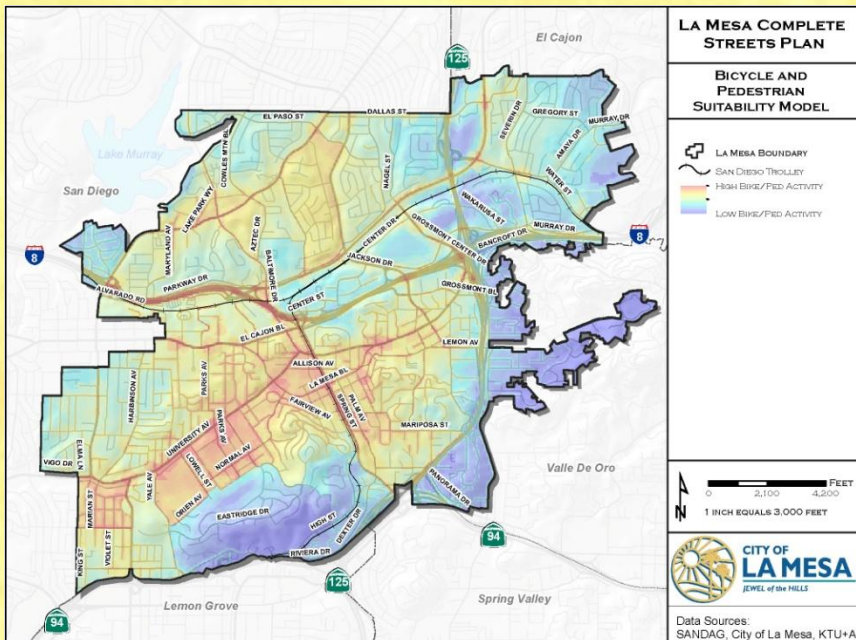 LA MESA COMPLETE
STREETS PLAN
BICYCLE AND
PEDESTRIAN
SUITABILITY MODEL
LA MESA BOUNDARY
SAN DIEGO TROLLEY
HIGH BIKE/PED ACTIVITY
LOW BIKE/PED ACTIVITY
El Cajon
125
DALLAS ST
EL PASO ST
SEVERIN DR
GREGORY ST
MURRAY DR
AMAYA DR
WATER ST
COWLES MTN BL
NAGEL ST
Lake Murray
San Diego
LAKE PARK WY
WAKARUSA ST
MARYLAND AV
AZTEC DR
CENTER DR
GROSSMONT CENTER DR
MURRAY DR
BANCROFT DR
8
8
BALTIMORE DR
JACKSON DR
PARKWAY DR
ALVARADO RD
GROSSMONT BL
CENTER ST
EL CAJON BL
LEMON AV
ALLISON AV
HARBINSON AV
PARKS AV
LA MESA BL
FAIRVIEW AV
PALM AV
SPRING ST
PARKS AV
MARIPOSA ST
UNIVERSITY AV
NORMAL AV
ELMA LN
VIGO DR
LOWELL ST
YALE AV
Valle De Oro
PANORAMA DR
MARIAN ST
ORIEN AV
EASTRIDGE DR
HIGH ST
DEXTER DR
VIOLET ST
94
RIVIERA DR
KING ST
125
Lemon Grove
Spring Valley
94
N
FEET
0 2,100 4,200
1 INCH EQUALS 3,000 FEET
CITY OF
LA MESA
JEWEL of the HILLS
Data Sources:
SANDAG, City of La Mesa, KTU+A